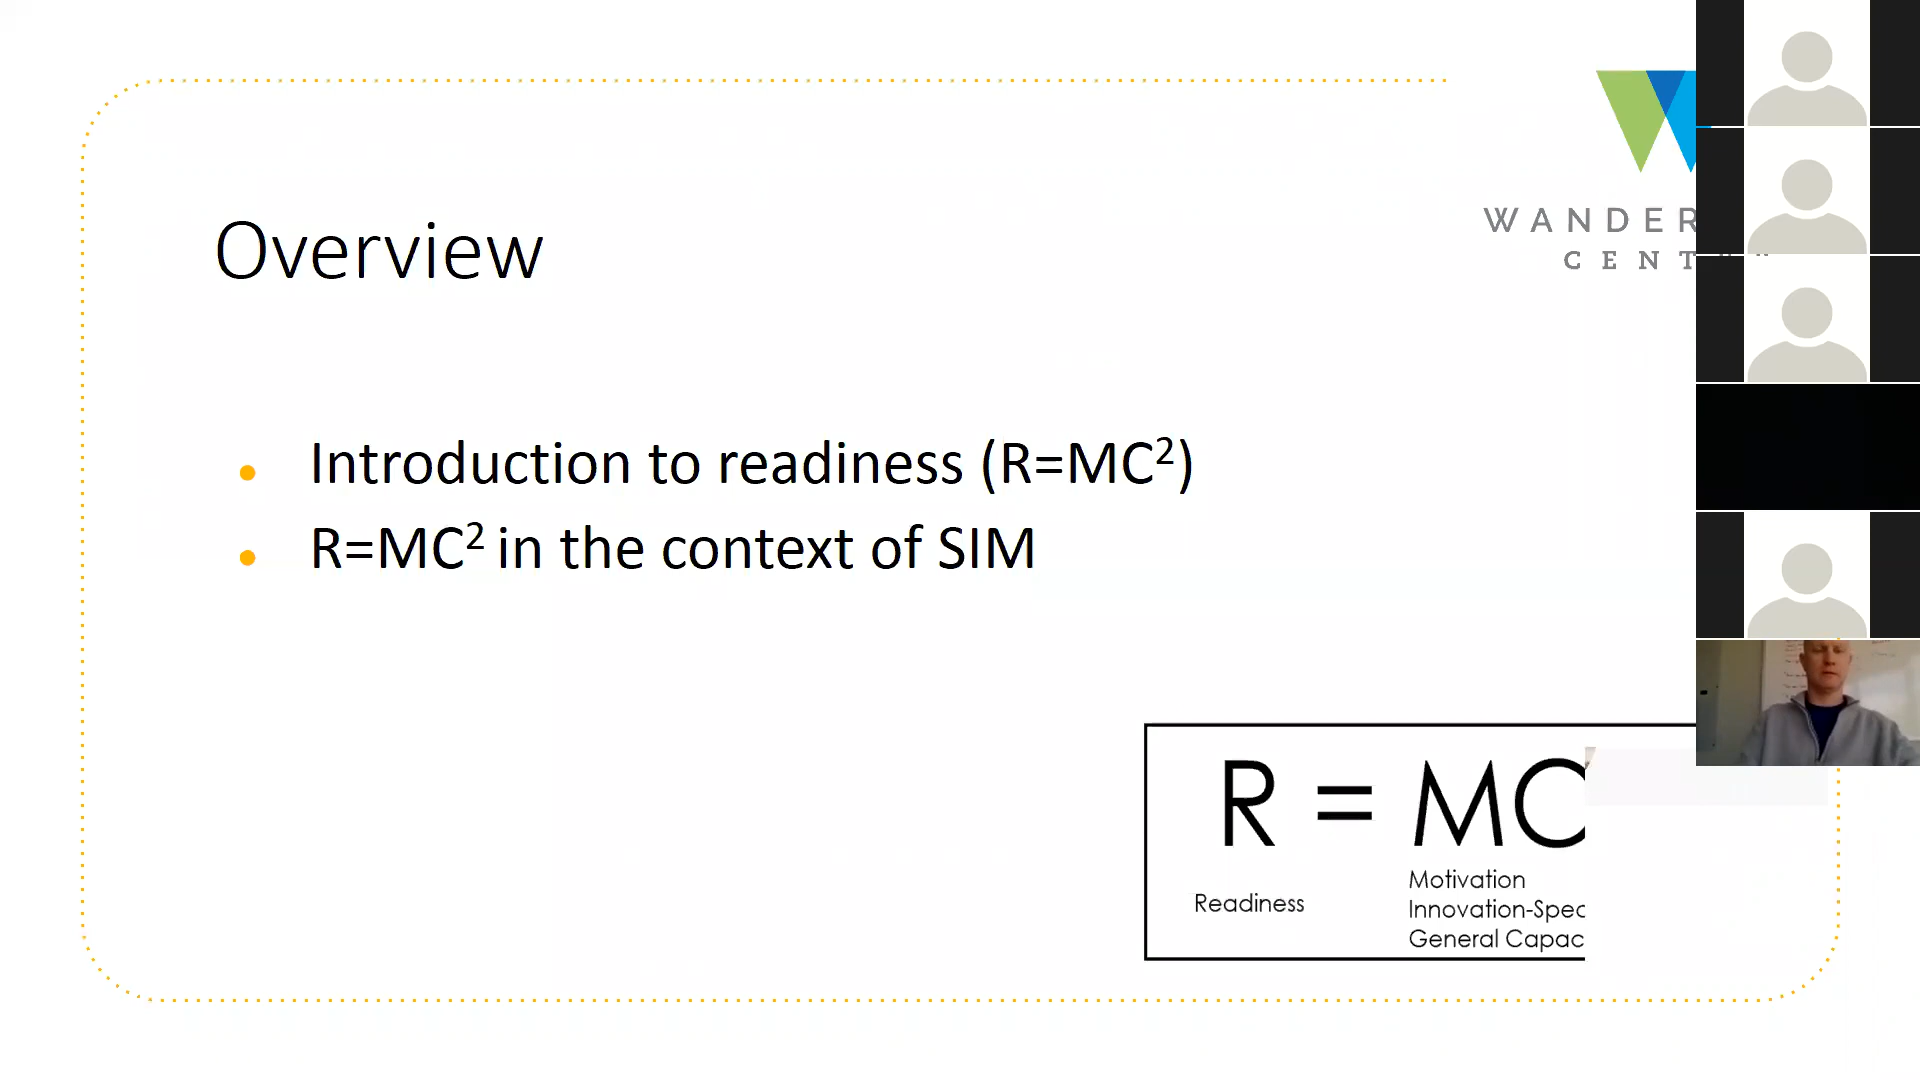 WANDER
CENT
Overview
Introduction to readiness (R=MC²)
R=MC² in the context of SIM
R = MC
Motivation
Readiness
Innovation-Spec
General Capac